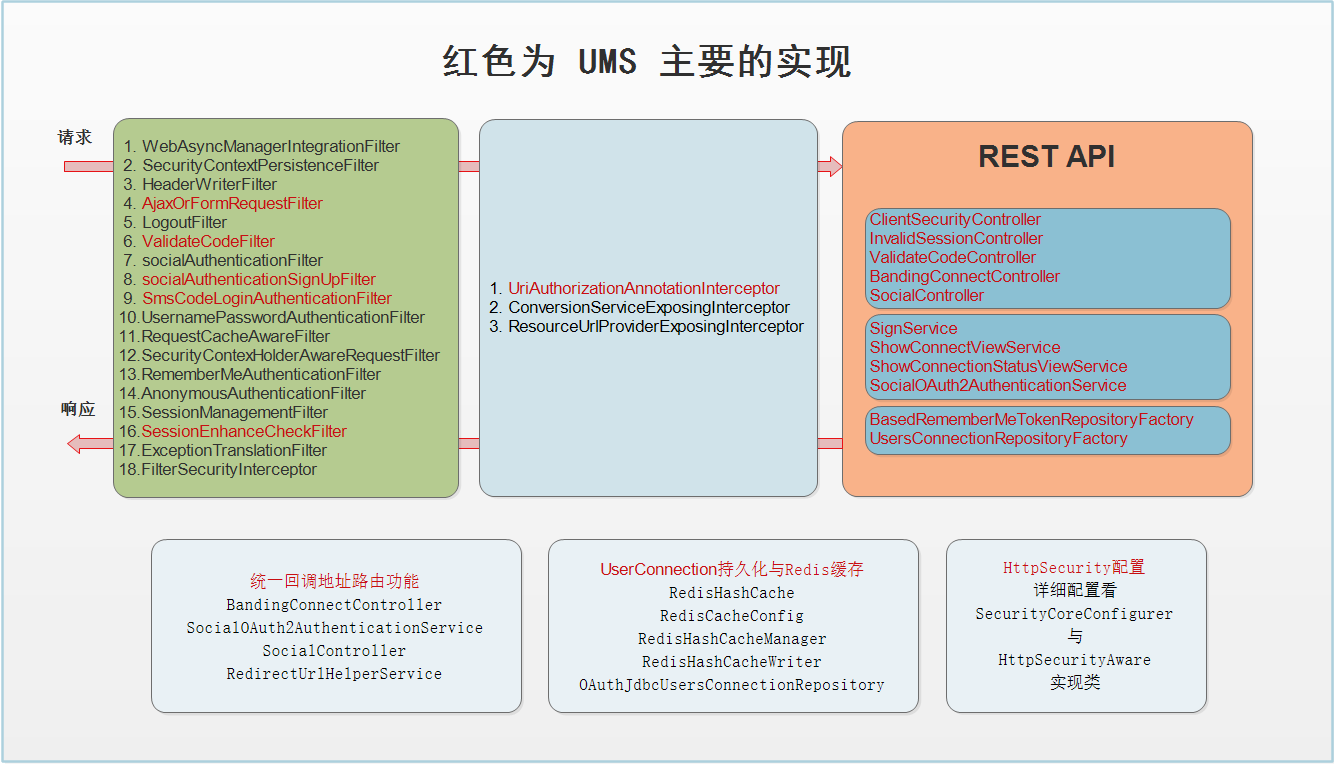 红色为 UMS 主要的实现
请求
1. WebAsyncManagerIntegrationFilter
2. SecurityContextPersistenceFilter
3. HeaderWriterFilter
4. AjaxOrFormRequestFilter
5. LogoutFilter
6. ValidateCodeFilter
7. socialAuthenticationFilter
8. socialAuthenticationSignUpFilter
9. SmsCodeLoginAuthenticationFilter
10.UsernamePasswordAuthenticationFilter
11.RequestCacheAwareFilter
12.SecurityContexHolderAwareRequestFilter
13.RememberMeAuthenticationFilter
14.AnonymousAuthenticationFilter
15.SessionManagementFilter
16.SessionEnhanceCheckFilter
17.ExceptionTranslationFilter
18.FilterSecurityInterceptor
响应
1. UriAuthorizationAnnotationInterceptor
2. ConversionServiceExposingInterceptor
3. ResourceUrlProviderExposingInterceptor
REST API
ClientSecurityController
InvalidSessionController
ValidateCodeController
BandingConnectController
SocialController
SignService
ShowConnectViewService
ShowConnectionStatusViewService
SocialOAuth2AuthenticationService
BasedRememberMeTokenRepositoryFactory
UsersConnectionRepositoryFactory
统一回调地址路由功能
BandingConnectController
SocialOAuth2AuthenticationService
SocialController
RedirectUrlHelperService
UserConnection持久化与Redis缓存
RedisHashCache
RedisCacheConfig
RedisHashCacheManager
RedisHashCacheWriter
OAuthJdbcUsersConnectionRepository
HttpSecurity配置
详细配置看
SecurityCoreConfigurer
与
HttpSecurityAware
实现类